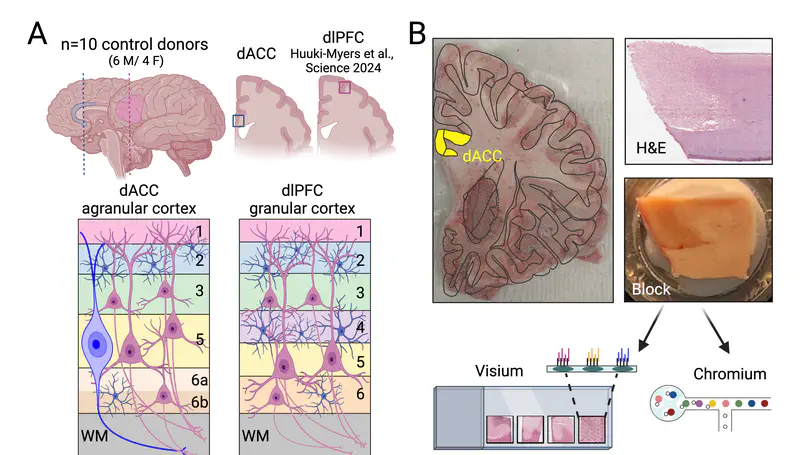 A
n=10 control donors
(6 M/ 4 F)
dACC
dlPFC
Huuki-Myers et al.,
Science 2024
dACC
agranular cortex
1
2
3
5
6a
6b
WM
dlPFC
granular cortex
1
2
3
4
5
6
WM
B
dACC
H&E
Block
Visium
Chromium